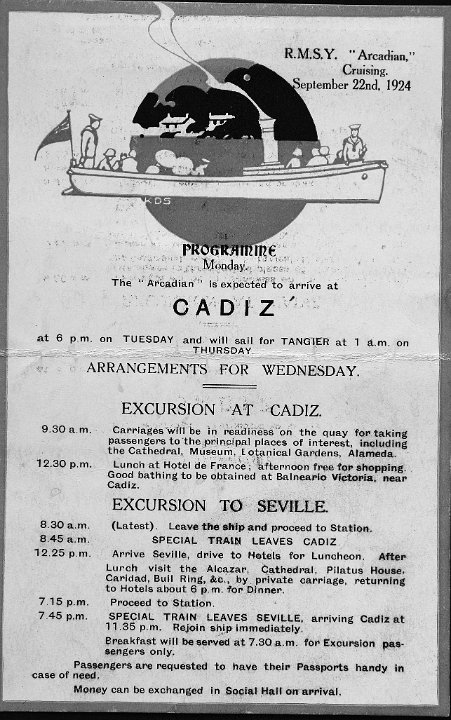 R.M.S.Y. "Arcadian,"
Cruising.
September 22nd, 1924
KDS
PROGRAMME
Monday.
The "Arcadian" is expected to arrive at
CADIZ
at 6 p.m. on TUESDAY and will sail for TANGIER at 1 a.m. on
THURSDAY
ARRANGEMENTS FOR WEDNESDAY.
EXCURSION AT CADIZ.
9.30 a.m. Carriages will be in readiness on the quay for taking
passengers to the principal places of interest, including
the Cathedral, Museum, Botanical Gardens, Alameda.
12.30 p.m. Lunch at Hotel de France; afternoon free for shopping.
Good bathing to be obtained at Balneario Victoria, near
Cadiz.
EXCURSION TO SEVILLE.
8.30 a.m. (Latest). Leave the ship and proceed to Station.
8.45 a.m. SPECIAL TRAIN LEAVES CADIZ
12.25 p.m. Arrive Seville, drive to Hotels for Luncheon. After
Lurch visit the Alcazar, Cathedral, Pilatus House,
Caridad, Bull Ring, &c., by private carriage, returning
to Hotels about 6 p.m. for Dinner.
7.15 p.m. Proceed to Station.
7.45 p.m. SPECIAL TRAIN LEAVES SEVILLE, arriving Cadiz at
11.35 p.m. Rejoin ship immediately.
Breakfast will be served at 7.30 a.m. for Excursion pas-
sengers only.
Passengers are requested to have their Passports handy in
case of need.
Money can be exchanged in Social Hall on arrival.